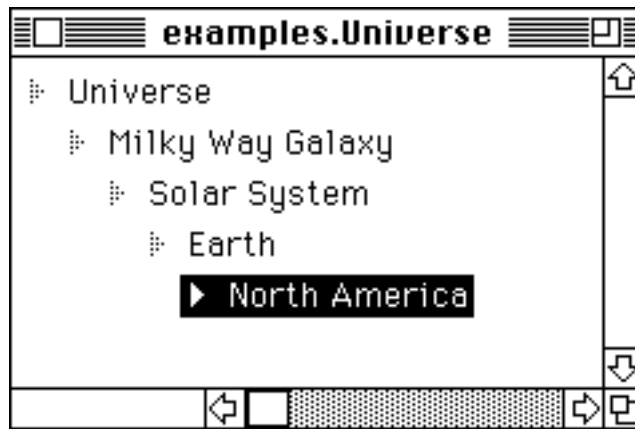 examples.Universe
Universe
Milky Way Galaxy
Solar System
Earth
North America